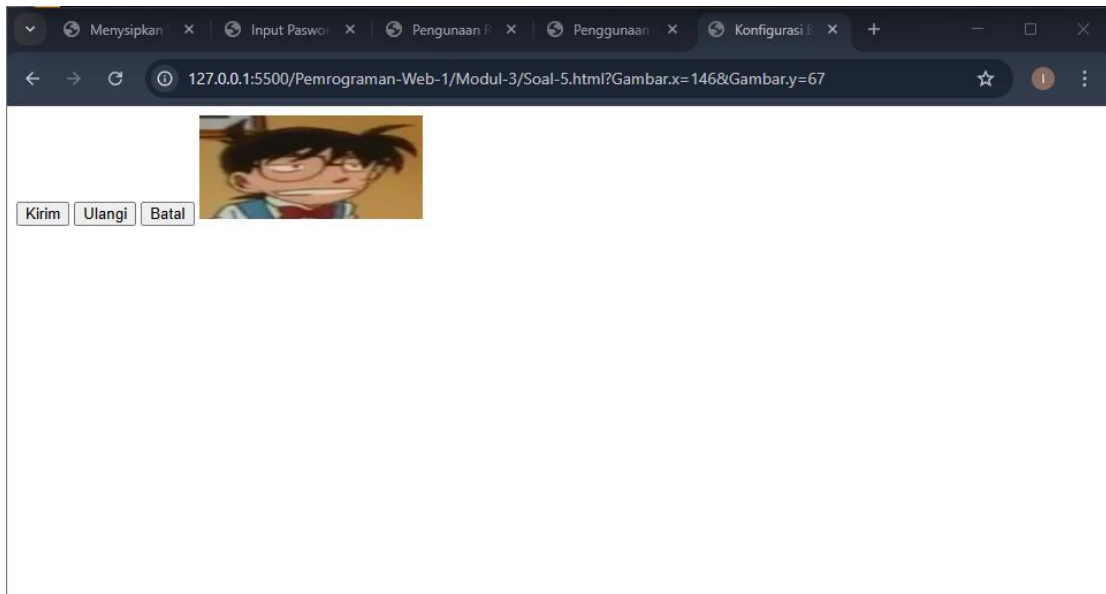 Menysipkan
Input Paswor
Pengunaan R
Penggunaan
Konfigurasi
127.0.0.1:5500/Pemrograman-Web-1/Modul-3/Soal-5.html?Gambar.x=146&Gambar.y=67
I
Kirim
Ulangi
Batal